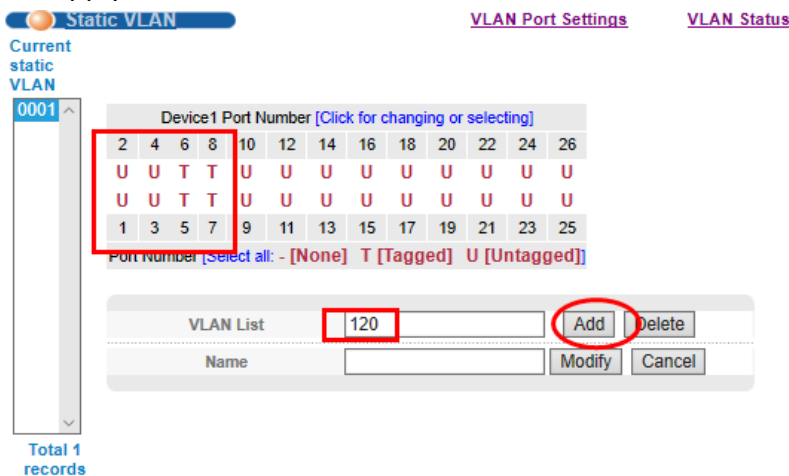 Static VLAN VLAN Port Settings VLAN Status
Current
static
VLAN
0001
Device1 Port Number [Click for changing or selecting]
2 4 6 8 10 12 14 16 18 20 22 24 26
U U T T U U U U U U U U U
U U T T U U U U U U U U U
1 3 5 7 9 11 13 15 17 19 21 23 25
Port Number [Select all: - [None] T [Tagged] U [Untagged]]
VLAN List 120 Add Delete
Name Modify Cancel
Total 1
records